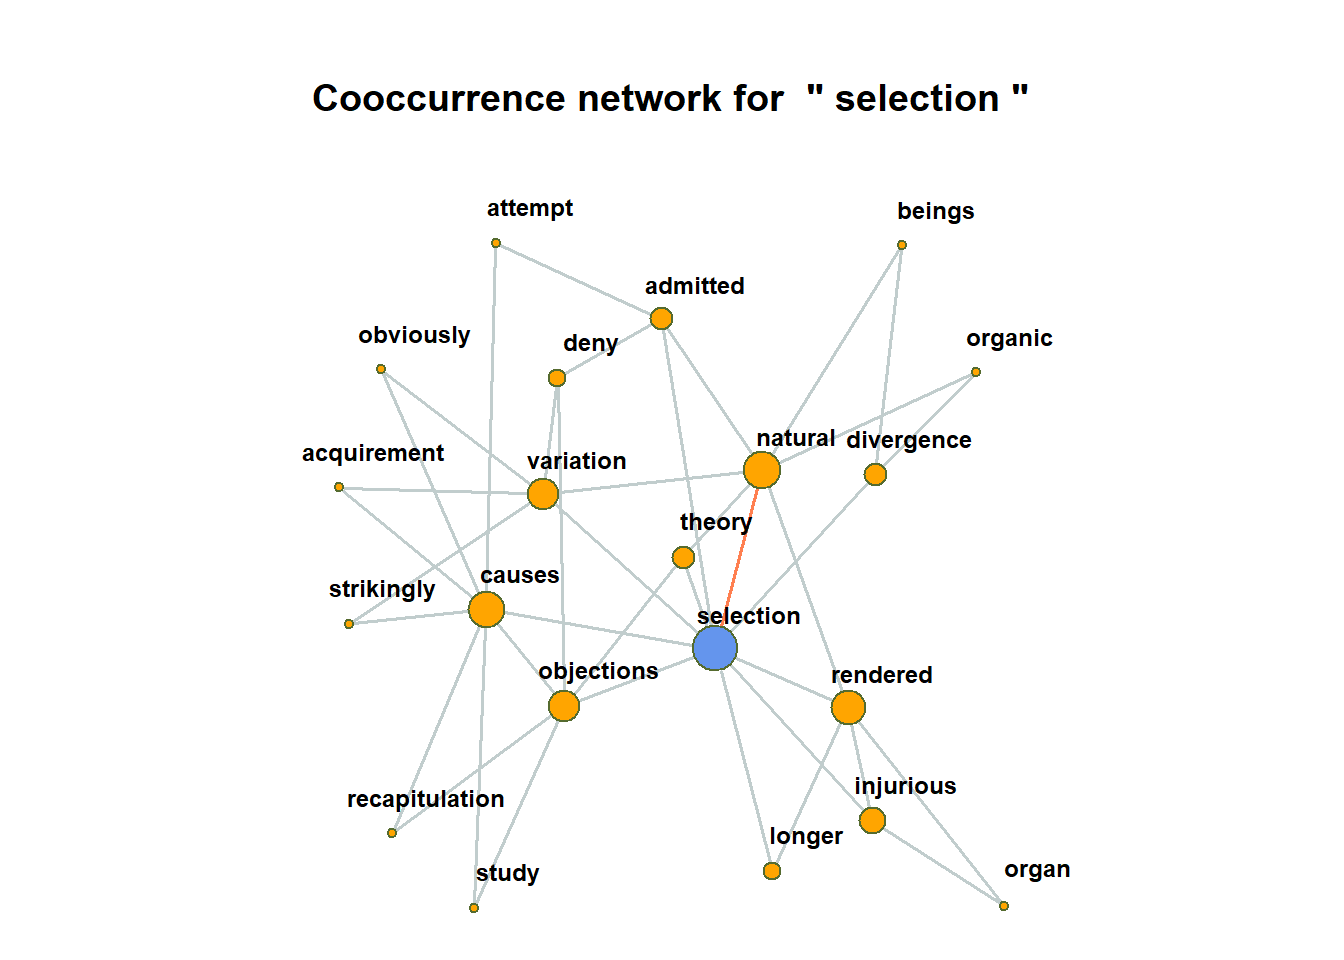 Cooccurrence network for " selection "
attempt
beings
admitted
obviously
deny
organic
natural
divergence
acquirement
variation
theory
causes
strikingly
selection
objections
rendered
recapitulation
injurious
longer
study
organ